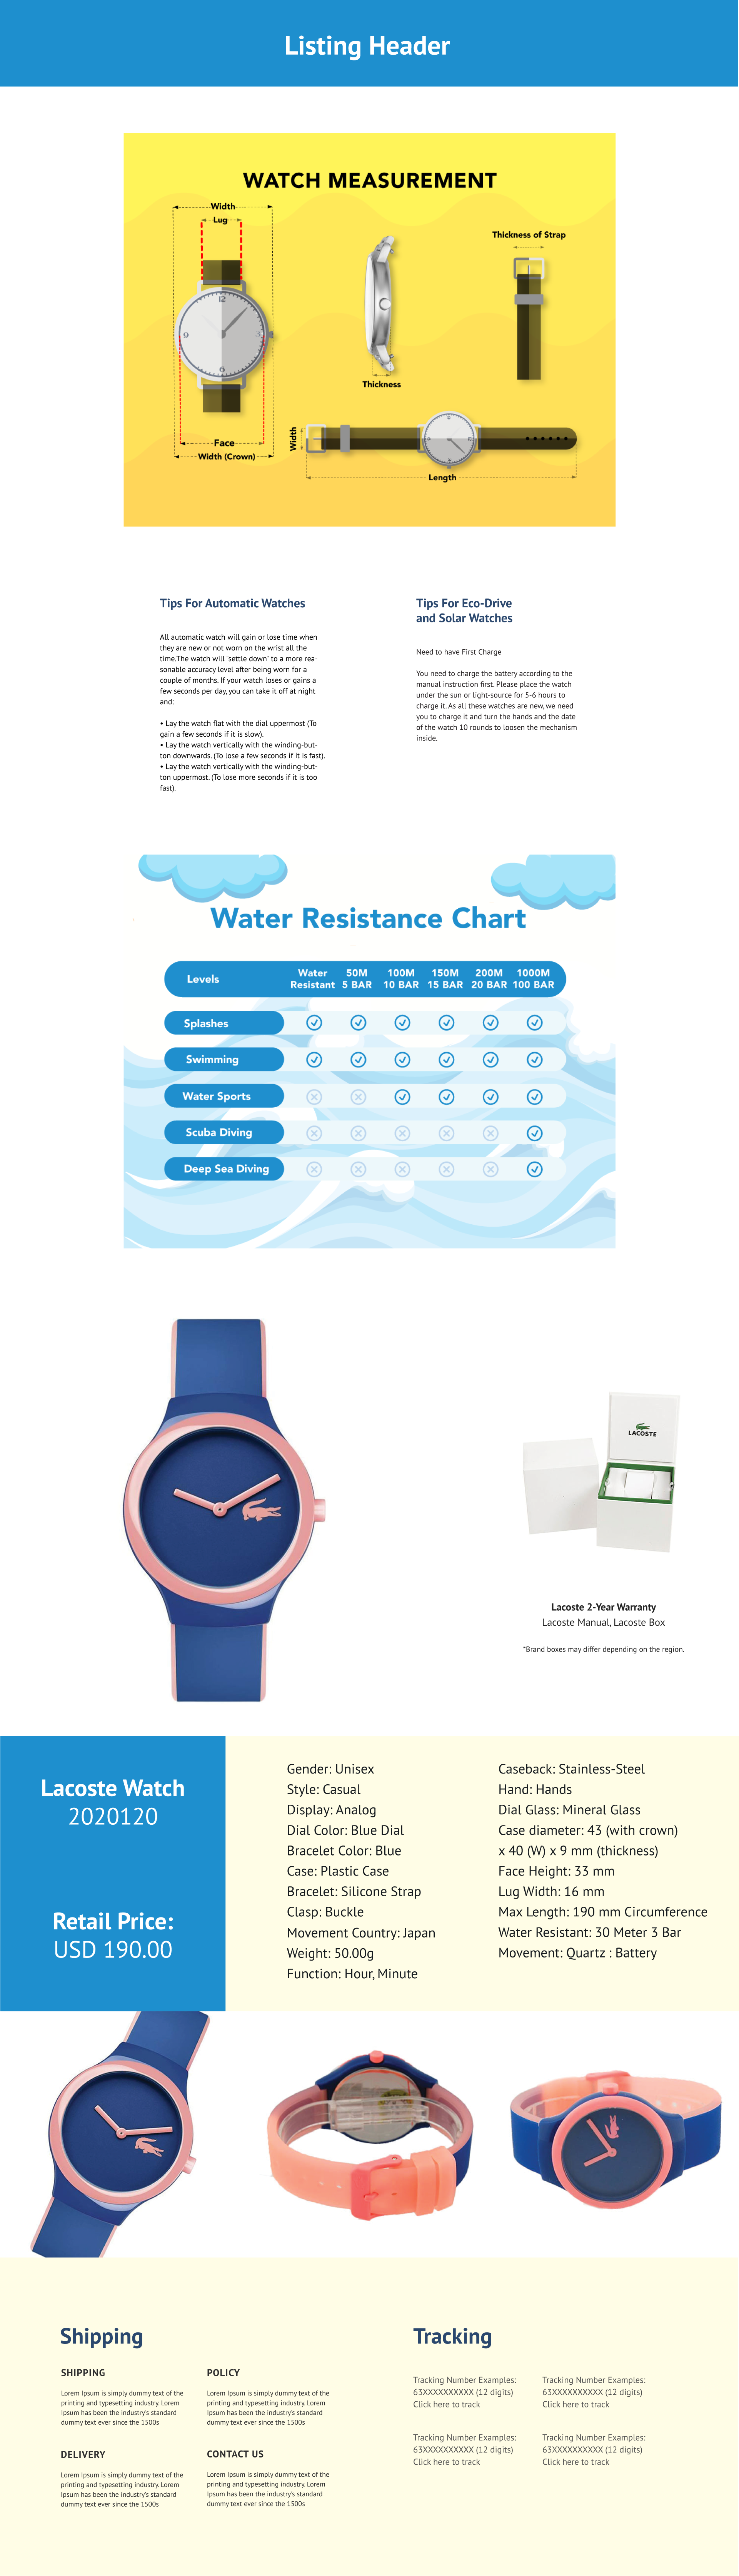 Listing Header
WATCH MEASUREMENT
Width
Lug
Thickness of Strap
12
9
6
Face
Width (Crown)
Thickness
Width
Length
Tips For Automatic Watches
All automatic watch will gain or lose time when
they are new or not worn on the wrist all the
time.The watch will "settle down" to a more rea-
sonable accuracy level after being worn for a
couple of months. If your watch loses or gains a
few seconds per day, you can take it off at night
and:
• Lay the watch flat with the dial uppermost (To
gain a few seconds if it is slow).
• Lay the watch vertically with the winding-but-
ton downwards. (To lose a few seconds if it is fast).
• Lay the watch vertically with the winding-but-
ton uppermost. (To lose more seconds if it is too
fast).
Tips For Eco-Drive
and Solar Watches
Need to have First Charge
You need to charge the battery according to the
manual instruction first. Please place the watch
under the sun or light-source for 5-6 hours to
charge it. As all these watches are new, we need
you to charge it and turn the hands and the date
of the watch 10 rounds to loosen the mechanism
inside.
Water Resistance Chart
Levels
Water Resistant
50M 5 BAR
100M 10 BAR
150M 15 BAR
200M 20 BAR
1000M 100 BAR
Splashes
Swimming
Water Sports
Scuba Diving
Deep Sea Diving
LACOSTE
Lacoste 2-Year Warranty
Lacoste Manual, Lacoste Box
*Brand boxes may differ depending on the region.
Lacoste Watch
2020120
Retail Price:
USD 190.00
Gender: Unisex
Style: Casual
Display: Analog
Dial Color: Blue Dial
Bracelet Color: Blue
Case: Plastic Case
Bracelet: Silicone Strap
Clasp: Buckle
Movement Country: Japan
Weight: 50.00g
Function: Hour, Minute
Caseback: Stainless-Steel
Hand: Hands
Dial Glass: Mineral Glass
Case diameter: 43 (with crown)
x 40 (W) x 9 mm (thickness)
Face Height: 33 mm
Lug Width: 16 mm
Max Length: 190 mm Circumference
Water Resistant: 30 Meter 3 Bar
Movement: Quartz : Battery
Shipping
SHIPPING
Lorem Ipsum is simply dummy text of the
printing and typesetting industry. Lorem
Ipsum has been the industry's standard
dummy text ever since the 1500s
POLICY
Lorem Ipsum is simply dummy text of the
printing and typesetting industry. Lorem
Ipsum has been the industry's standard
dummy text ever since the 1500s
DELIVERY
Lorem Ipsum is simply dummy text of the
printing and typesetting industry. Lorem
Ipsum has been the industry's standard
dummy text ever since the 1500s
CONTACT US
Lorem Ipsum is simply dummy text of the
printing and typesetting industry. Lorem
Ipsum has been the industry's standard
dummy text ever since the 1500s
Tracking
Tracking Number Examples:
63XXXXXXXXXX (12 digits)
Click here to track
Tracking Number Examples:
63XXXXXXXXXX (12 digits)
Click here to track
Tracking Number Examples:
63XXXXXXXXXX (12 digits)
Click here to track
Tracking Number Examples:
63XXXXXXXXXX (12 digits)
Click here to track